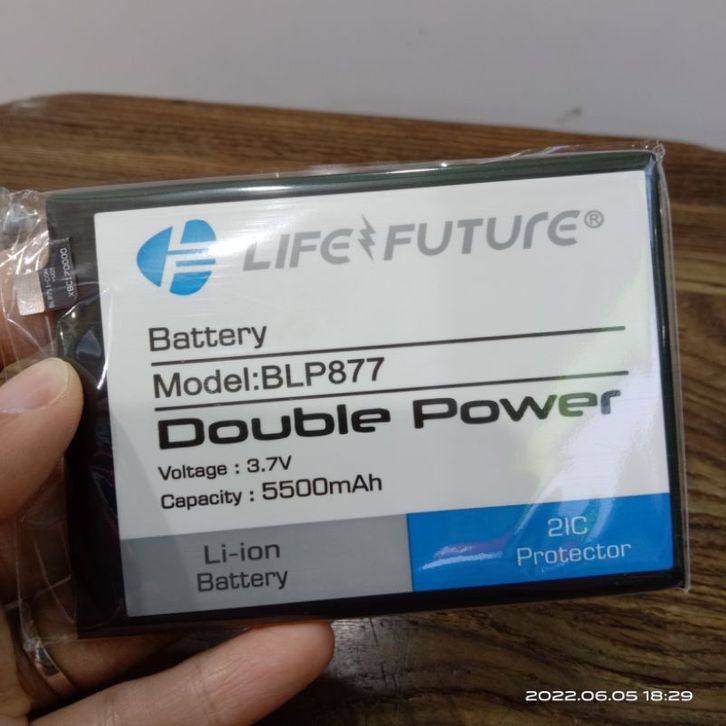 LIFE FUTURE®
Battery
Model:BLP877
Double Power
Voltage : 3.7V
Capacity : 5500mAh
Li-ion
Battery
2IC
Protector
2022.06.05 18:29